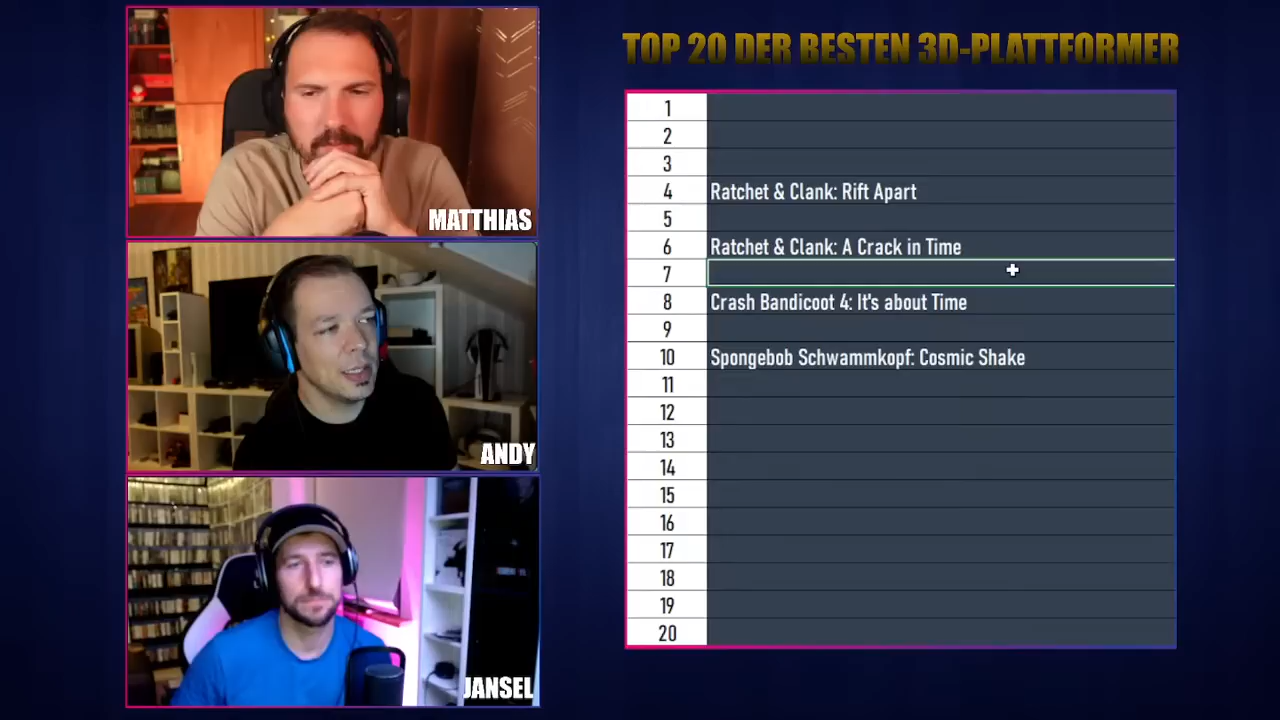 MATTHIAS
ANDY
JANSEL
TOP 20 DER BESTEN 3D-PLATTFORMER
1
2
3
4 Ratchet & Clank: Rift Apart
5
6 Ratchet & Clank: A Crack in Time
7
8 Crash Bandicoot 4: It's about Time
9
10 Spongebob Schwammkopf: Cosmic Shake
11
12
13
14
15
16
17
18
19
20